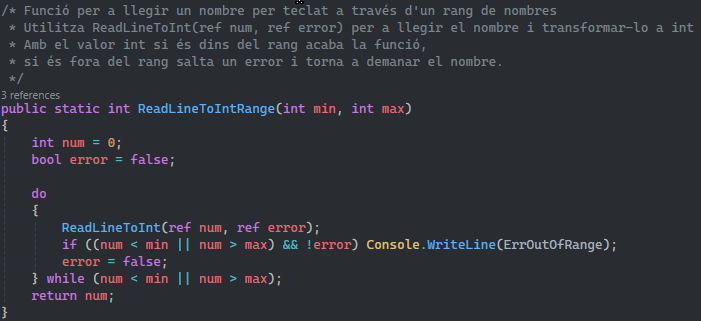 /* Funció per a llegir un nombre per teclat a través d'un rang de nombres
 * Utilitza ReadLineToInt(ref num, ref error) per a llegir el nombre i transformar-lo a int
 * Amb el valor int si és dins del rang acaba la funció,
 * si és fora del rang salta un error i torna a demanar el nombre.
 */
3 references
public static int ReadLineToIntRange(int min, int max)
{
    int num = 0;
    bool error = false;

    do
    {
        ReadLineToInt(ref num, ref error);
        if ((num < min || num > max) && !error) Console.WriteLine(ErrOutOfRange);
        error = false;
    } while (num < min || num > max);
    return num;
}